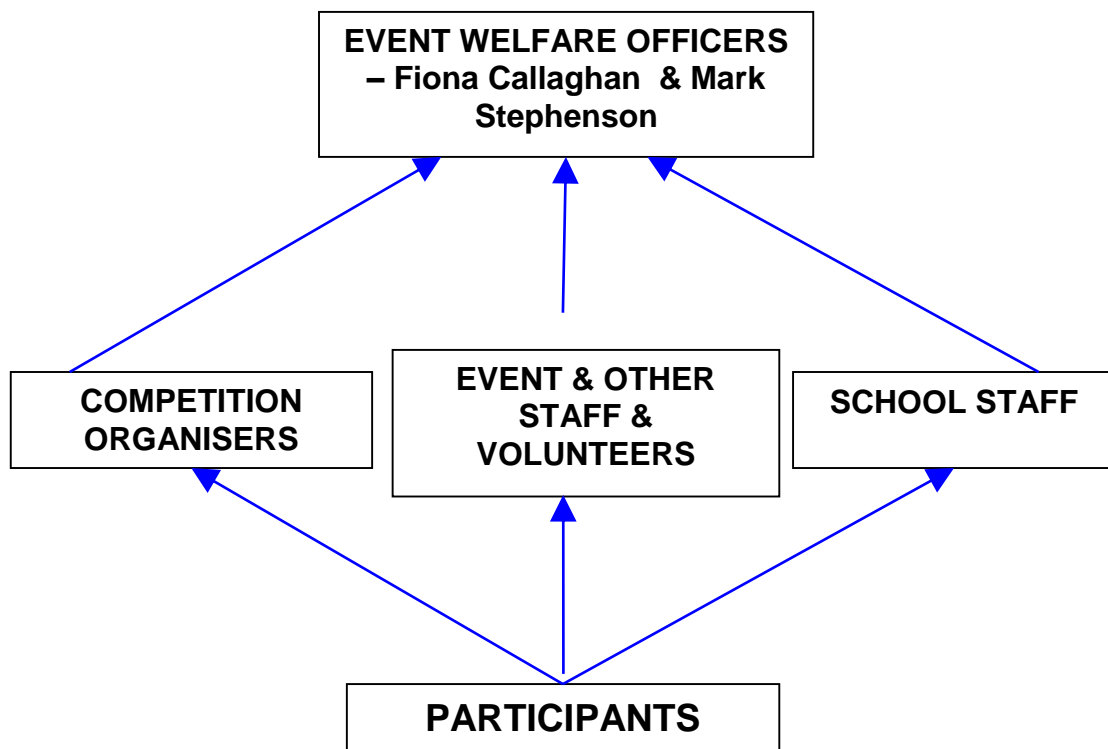 EVENT WELFARE OFFICERS
– Fiona Callaghan & Mark
Stephenson
COMPETITION
ORGANISERS
EVENT & OTHER
STAFF &
VOLUNTEERS
SCHOOL STAFF
PARTICIPANTS